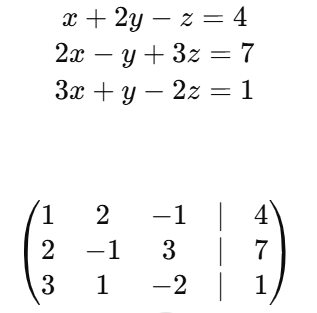 x + 2y − z = 4
2x − y + 3z = 7
3x + y − 2z = 1
1 2 −1 | 4
2 −1 3 | 7
3 1 −2 | 1